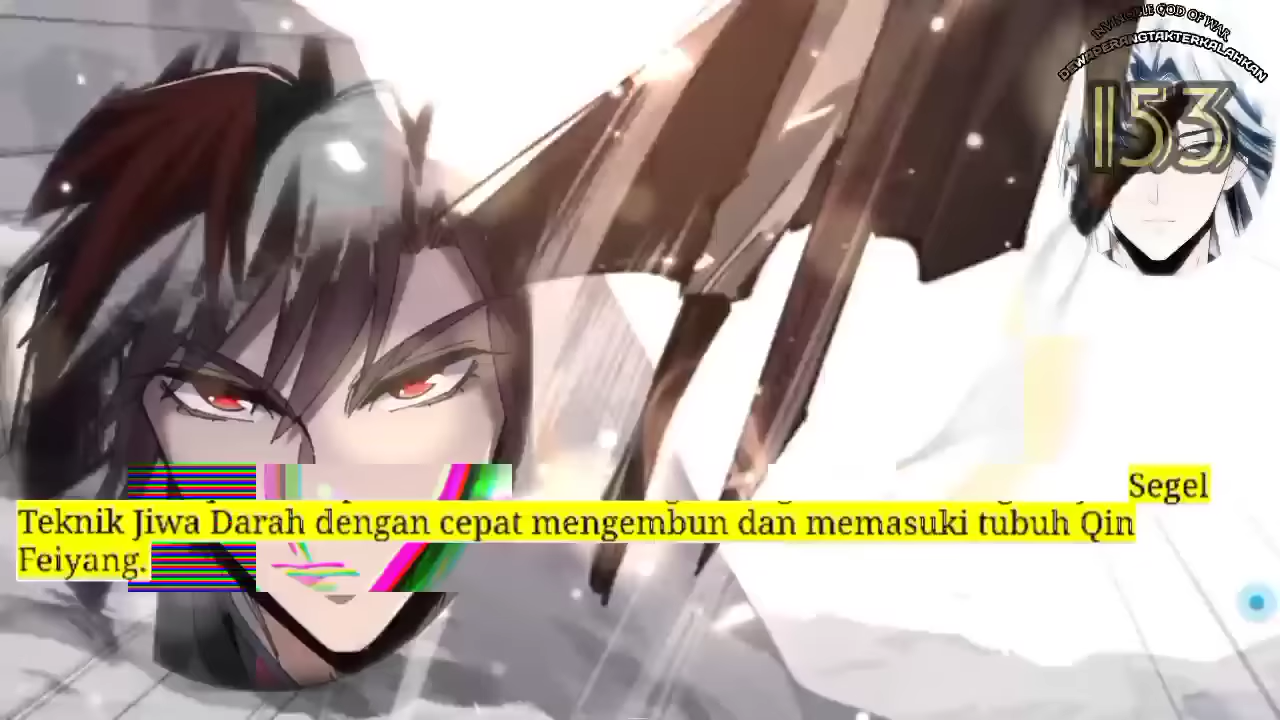 INVINCIBLE GOD OF WAR
DEWAPERANGTAKTERKALAHKAN
153
Segel
Teknik Jiwa Darah dengan cepat mengembun dan memasuki tubuh Qin
Feiyang.